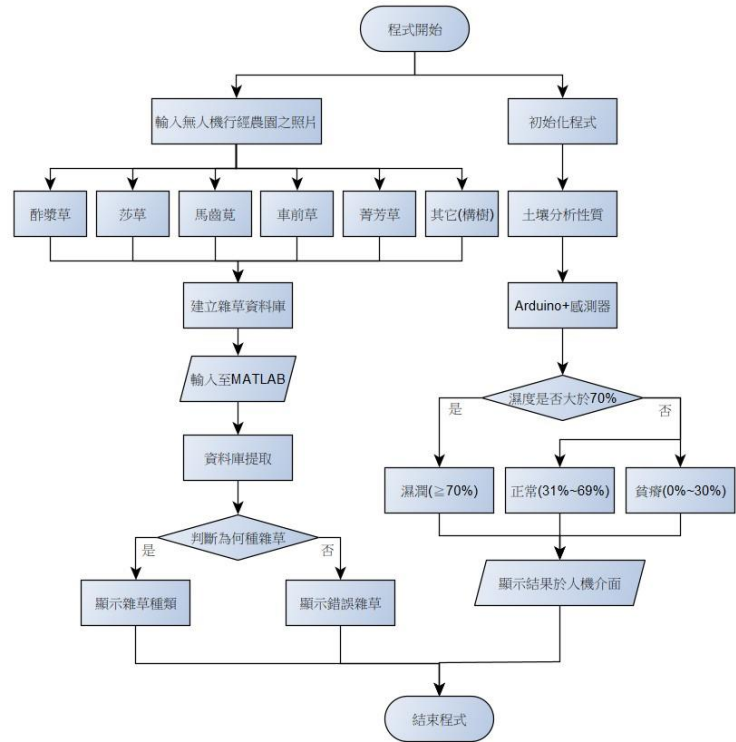 程式開始
輸入無人機行經農園之照片
初始化程式
酢漿草
莎草
馬齒莧
車前草
菁芳草
其它(構樹)
土壤分析性質
建立雜草資料庫
Arduino+感測器
輸入至MATLAB
濕度是否大於70%
是
否
資料庫提取
濕潤(≧70%)
正常(31%~69%)
貧瘠(0%~30%)
判斷為何種雜草
是
否
顯示雜草種類
顯示錯誤雜草
顯示結果於人機介面
結束程式